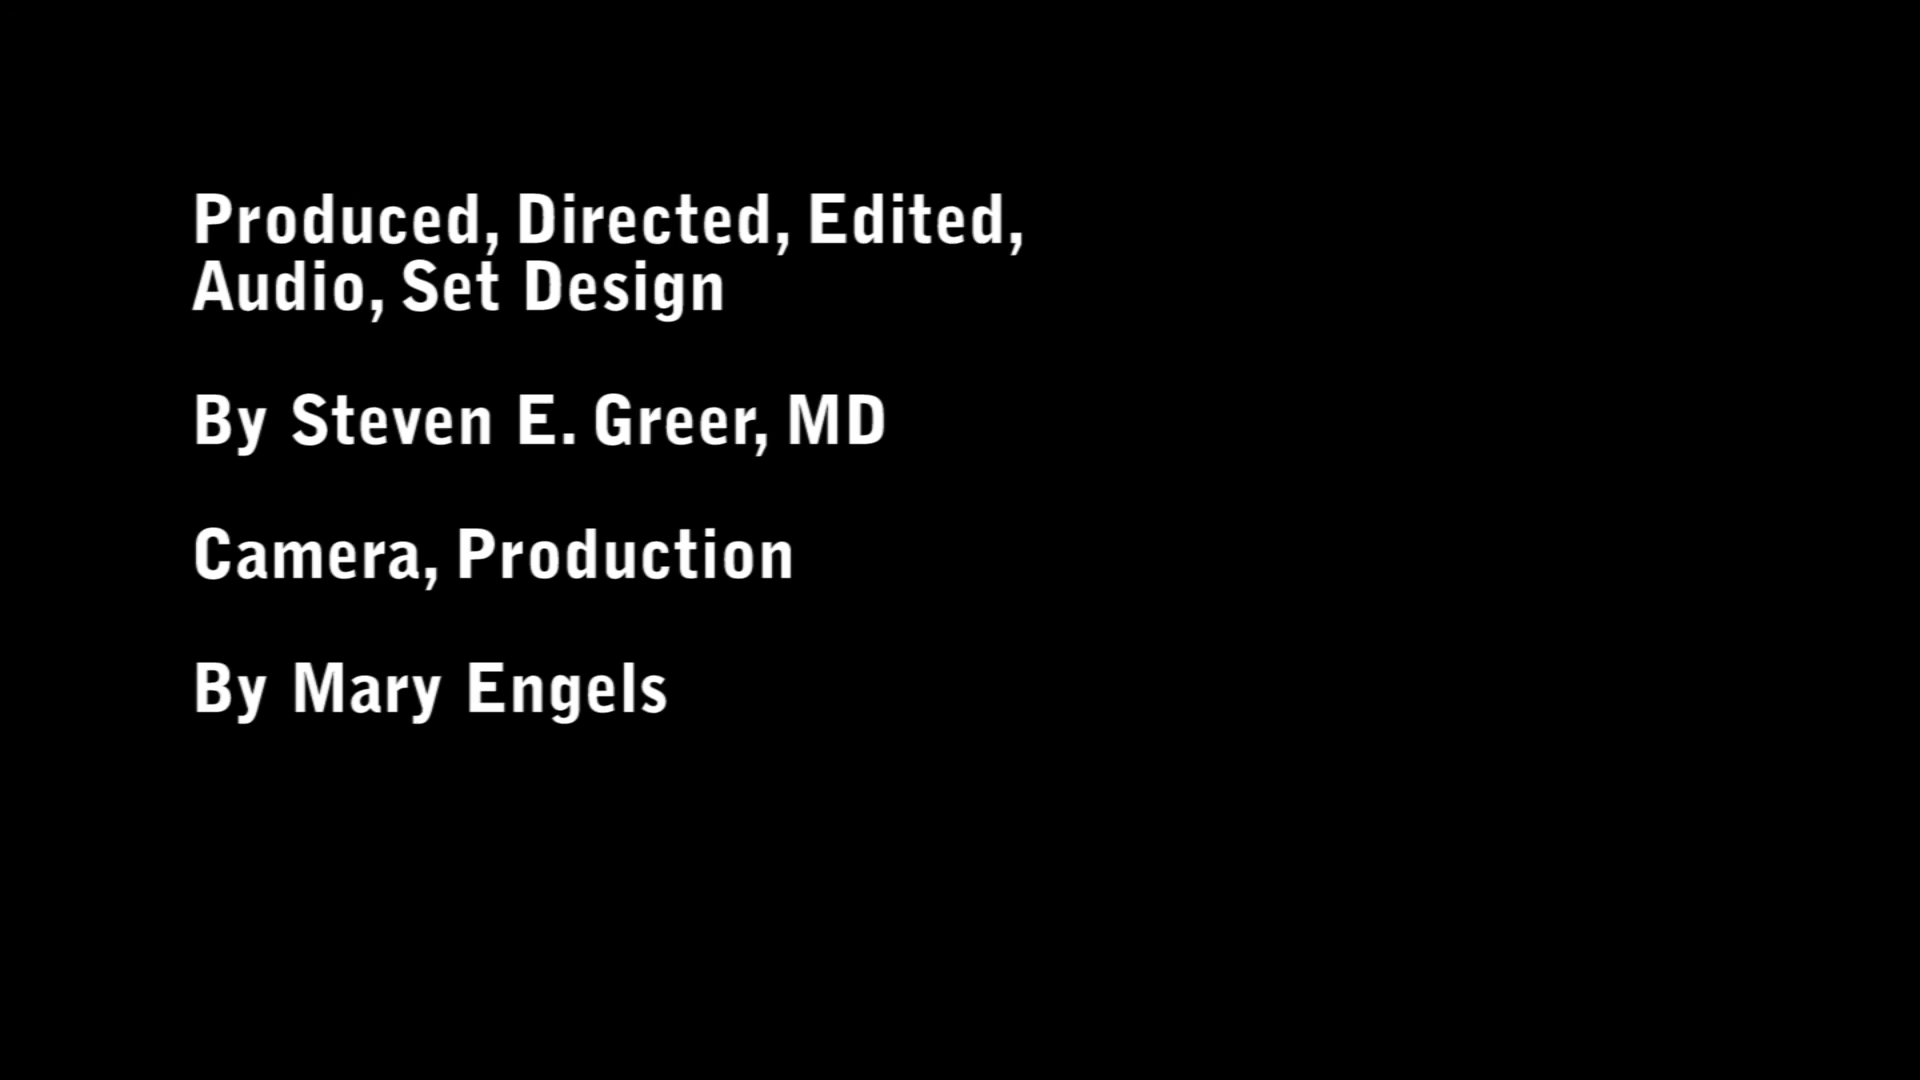 Produced, Directed, Edited,
Audio, Set Design
By Steven E. Greer, MD
Camera, Production
By Mary Engels